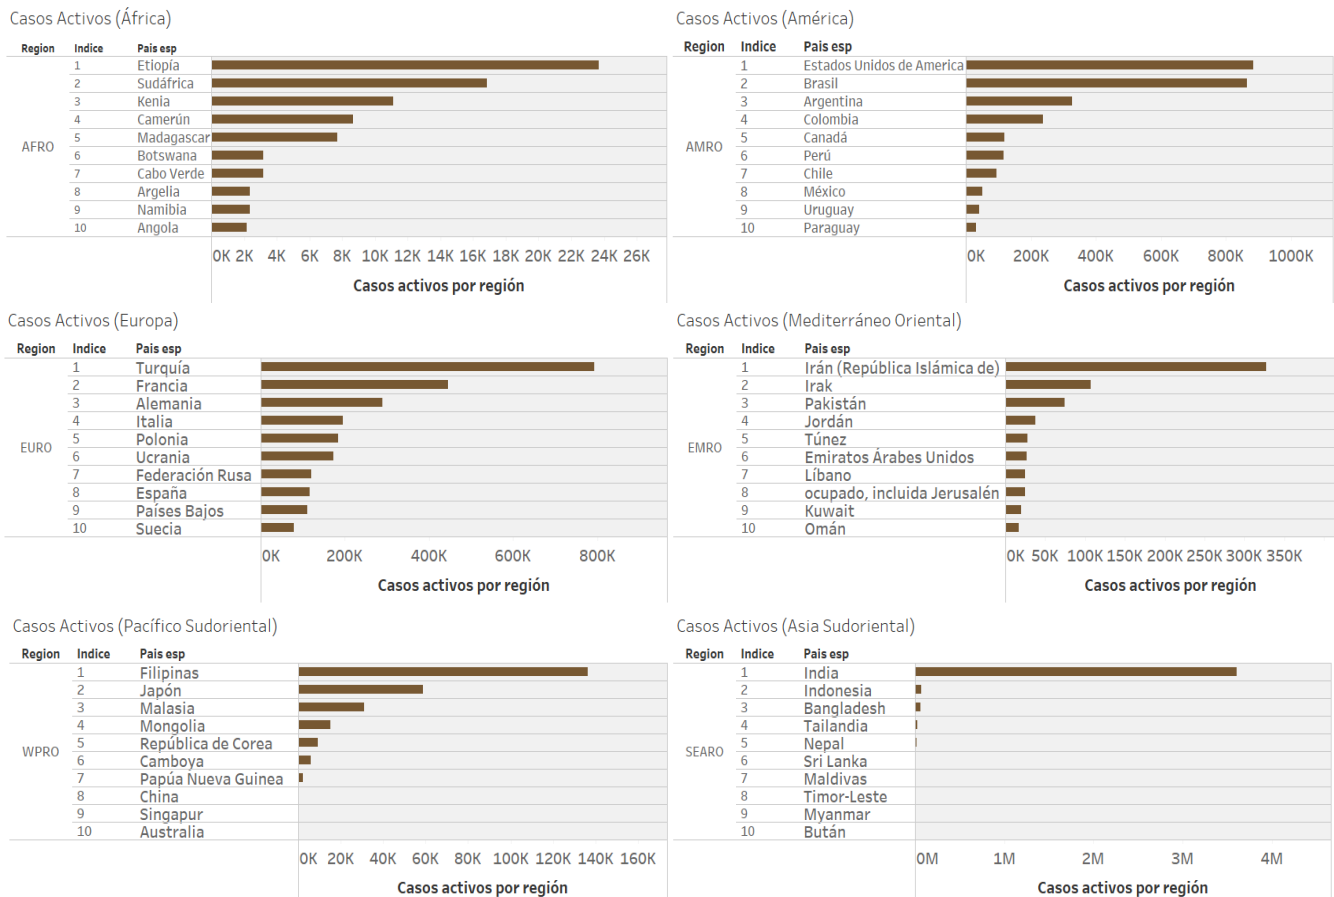 Casos Activos (África)
Region Indice Pais esp
AFRO
1 Etiopía
2 Sudáfrica
3 Kenia
4 Camerún
5 Madagascar
6 Botswana
7 Cabo Verde
8 Argelia
9 Namibia
10 Angola
0K 2K 4K 6K 8K 10K 12K 14K 16K 18K 20K 22K 24K 26K
Casos activos por región
Casos Activos (América)
Region Indice Pais esp
AMRO
1 Estados Unidos de America
2 Brasil
3 Argentina
4 Colombia
5 Canadá
6 Perú
7 Chile
8 México
9 Uruguay
10 Paraguay
0K 200K 400K 600K 800K 1000K
Casos activos por región
Casos Activos (Europa)
Region Indice Pais esp
EURO
1 Turquía
2 Francia
3 Alemania
4 Italia
5 Polonia
6 Ucrania
7 Federación Rusa
8 España
9 Países Bajos
10 Suecia
0K 200K 400K 600K 800K
Casos activos por región
Casos Activos (Mediterráneo Oriental)
Region Indice Pais esp
EMRO
1 Irán (República Islámica de)
2 Irak
3 Pakistán
4 Jordán
5 Túnez
6 Emiratos Árabes Unidos
7 Líbano
8 ocupado, incluida Jerusalén
9 Kuwait
10 Omán
0K 50K 100K 150K 200K 250K 300K 350K
Casos activos por región
Casos Activos (Pacífico Sudoriental)
Region Indice Pais esp
WPRO
1 Filipinas
2 Japón
3 Malasia
4 Mongolia
5 República de Corea
6 Camboya
7 Papúa Nueva Guinea
8 China
9 Singapur
10 Australia
0K 20K 40K 60K 80K 100K 120K 140K 160K
Casos activos por región
Casos Activos (Asia Sudoriental)
Region Indice Pais esp
SEARO
1 India
2 Indonesia
3 Bangladesh
4 Tailandia
5 Nepal
6 Sri Lanka
7 Maldivas
8 Timor-Leste
9 Myanmar
10 Bután
0M 1M 2M 3M 4M
Casos activos por región